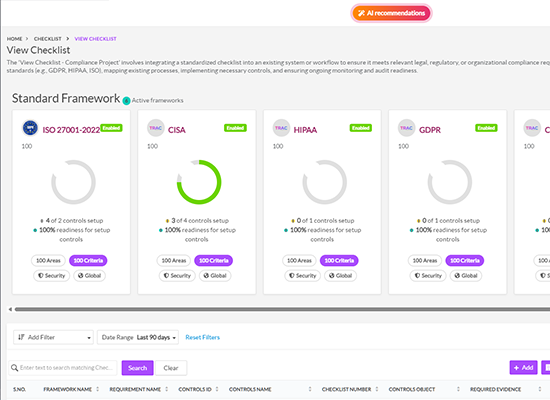 AI recommendations
HOME > CHECKLIST > VIEW CHECKLIST
View Checklist
The 'View Checklist - Compliance Project' involves integrating a standardized checklist into an existing system or workflow to ensure it meets relevant legal, regulatory, or organizational compliance req
standards (e.g., GDPR, HIPAA, ISO), mapping existing processes, implementing necessary controls, and ensuring ongoing monitoring and audit readiness.
Standard Framework Active frameworks
ISO 27001-2022 Enabled
100
4 of 2 controls setup
100% readiness for setup
controls
100 Areas 100 Criteria
Security Global
TRAC CISA Enabled
100
3 of 4 controls setup
100% readiness for setup
controls
100 Areas 100 Criteria
Security Global
TRAC HIPAA Enabled
100
0 of 1 controls setup
100% readiness for setup
controls
100 Areas 100 Criteria
Security Global
TRAC GDPR Enabled
100
0 of 1 controls setup
100% readiness for setup
controls
100 Areas 100 Criteria
Security Global
TRAC C
100
100%
Add Filter Date Range Last 90 days Reset Filters
Enter text to search matching Chec... Search Clear + Add
S.NO. FRAMEWORK NAME REQUIREMENT NAME CONTROLS ID CONTROLS NAME CHECKLIST NUMBER CONTROLS OBJECT REQUIRED EVIDENCE